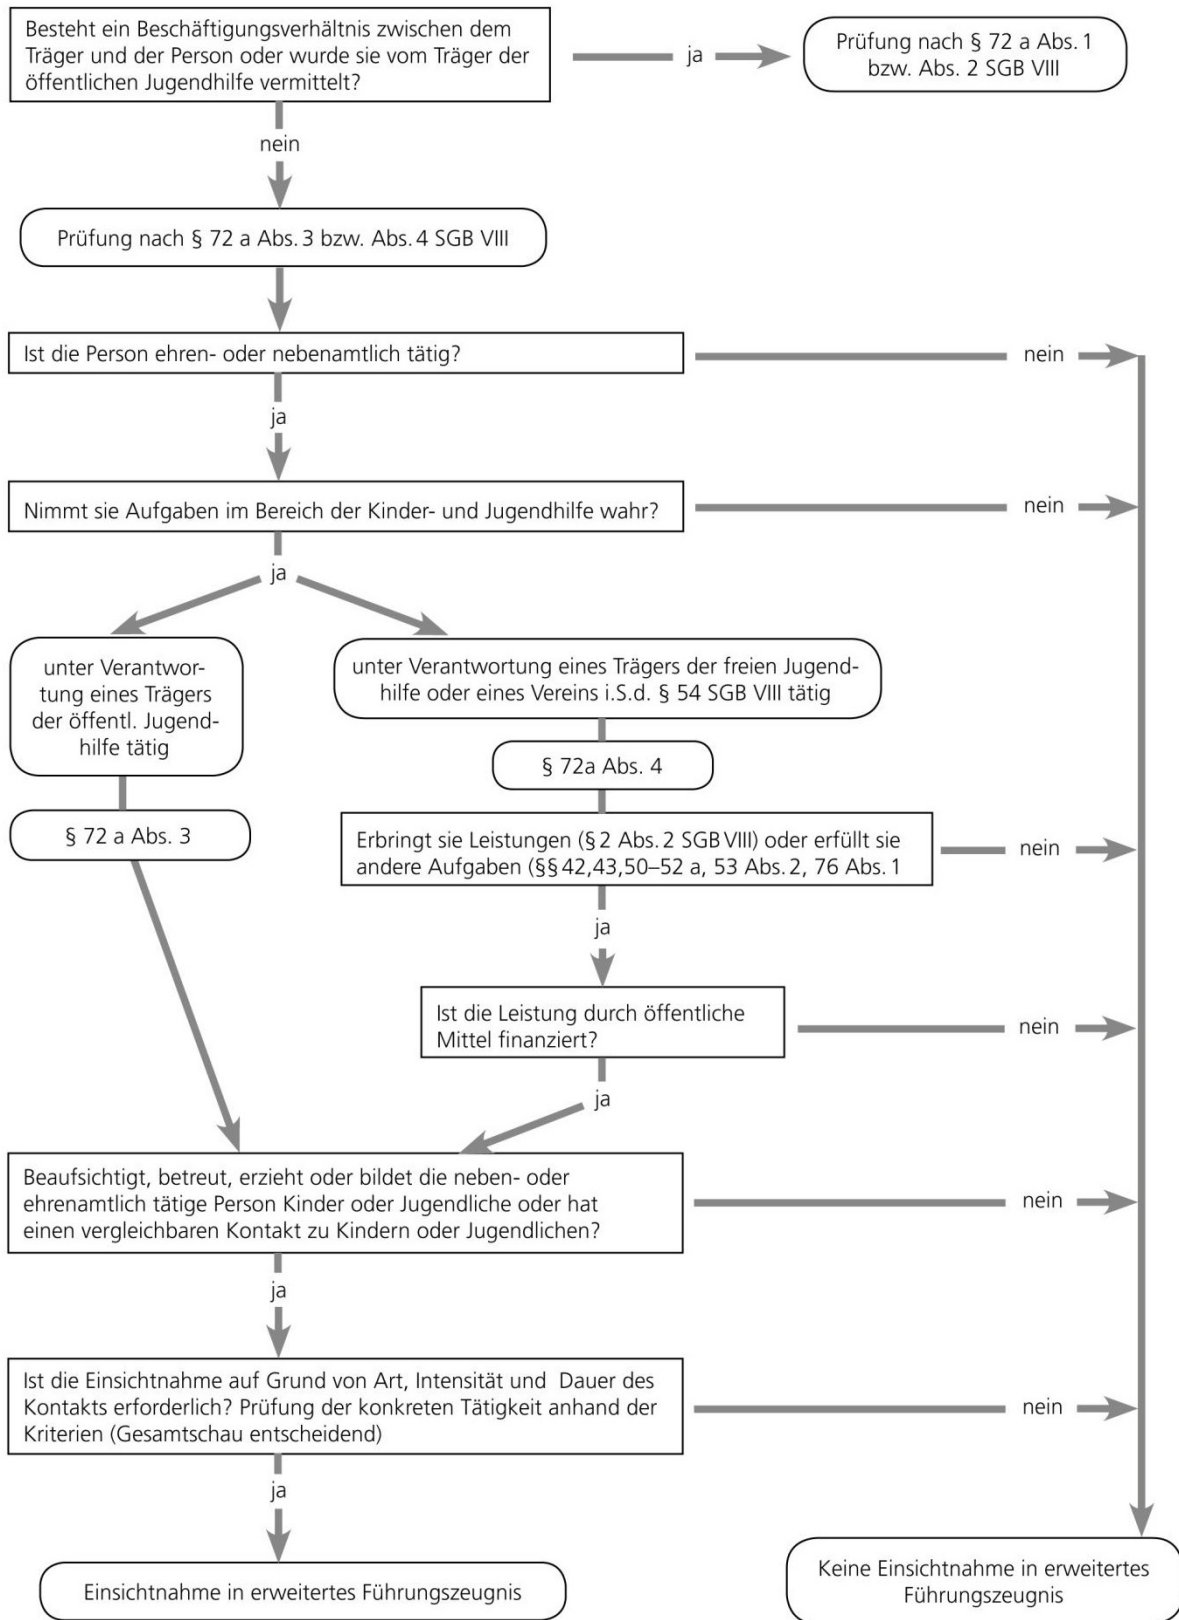 Besteht ein Beschäftigungsverhältnis zwischen dem
Träger und der Person oder wurde sie vom Träger der
öffentlichen Jugendhilfe vermittelt?
ja
Prüfung nach § 72 a Abs. 1
bzw. Abs. 2 SGB VIII
nein
Prüfung nach § 72 a Abs. 3 bzw. Abs. 4 SGB VIII
Ist die Person ehren- oder nebenamtlich tätig?
nein
ja
Nimmt sie Aufgaben im Bereich der Kinder- und Jugendhilfe wahr?
nein
ja
unter Verantwor-
tung eines Trägers
der öffentl. Jugend-
hilfe tätig
unter Verantwortung eines Trägers der freien Jugend-
hilfe oder eines Vereins i.S.d. § 54 SGB VIII tätig
§ 72a Abs. 4
§ 72 a Abs. 3
Erbringt sie Leistungen (§ 2 Abs. 2 SGB VIII) oder erfüllt sie
andere Aufgaben (§§ 42,43,50–52 a, 53 Abs. 2, 76 Abs. 1
nein
ja
Ist die Leistung durch öffentliche
Mittel finanziert?
nein
ja
Beaufsichtigt, betreut, erzieht oder bildet die neben- oder
ehrenamtlich tätige Person Kinder oder Jugendliche oder hat
einen vergleichbaren Kontakt zu Kindern oder Jugendlichen?
nein
ja
Ist die Einsichtnahme auf Grund von Art, Intensität und Dauer des
Kontakts erforderlich? Prüfung der konkreten Tätigkeit anhand der
Kriterien (Gesamtschau entscheidend)
nein
ja
Einsichtnahme in erweitertes Führungszeugnis
Keine Einsichtnahme in erweitertes
Führungszeugnis